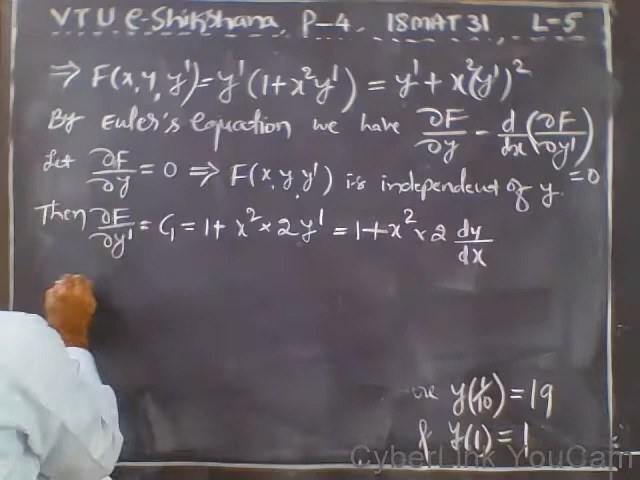 VTU e-Shikshana, P-4, 18MAT31 L-5
⇒ F(x, y, y') = y'(1+x²y') = y' + x²(y')²
By Euler's equation we have ∂F/∂y - d/dx(∂F/∂y') = 0
Let ∂F/∂y = 0 ⇒ F(x, y, y') is independent of y.
Then ∂F/∂y' = C₁ = 1 + x² × 2y' = 1 + x² × 2 dy/dx
y(1/10) = 19
& y(1) = 1
CyberLink YouCam